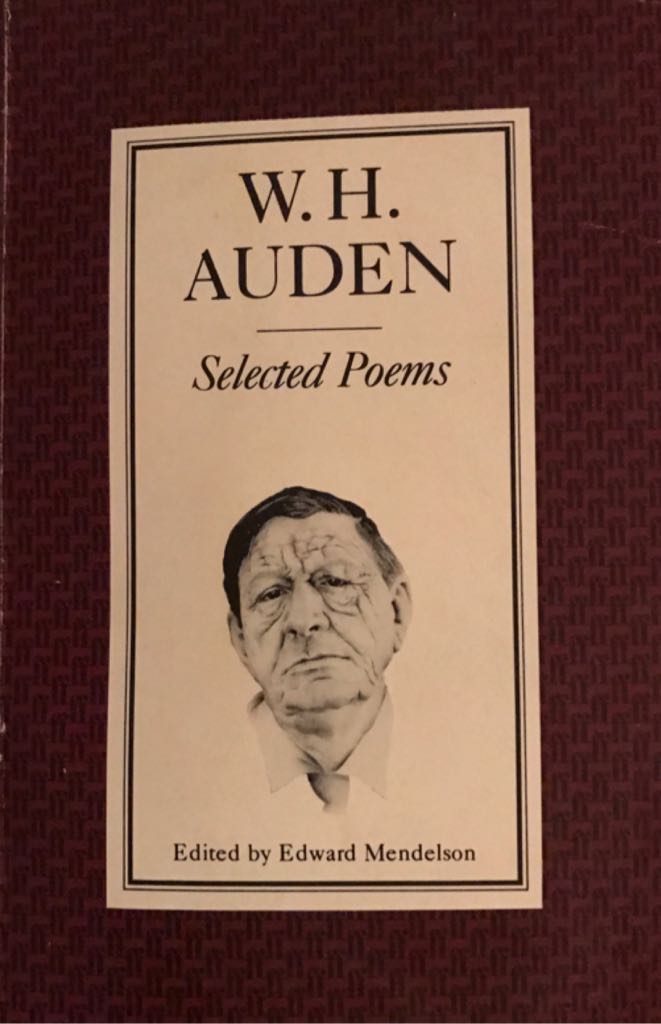 W. H.
AUDEN
Selected Poems
Edited by Edward Mendelson